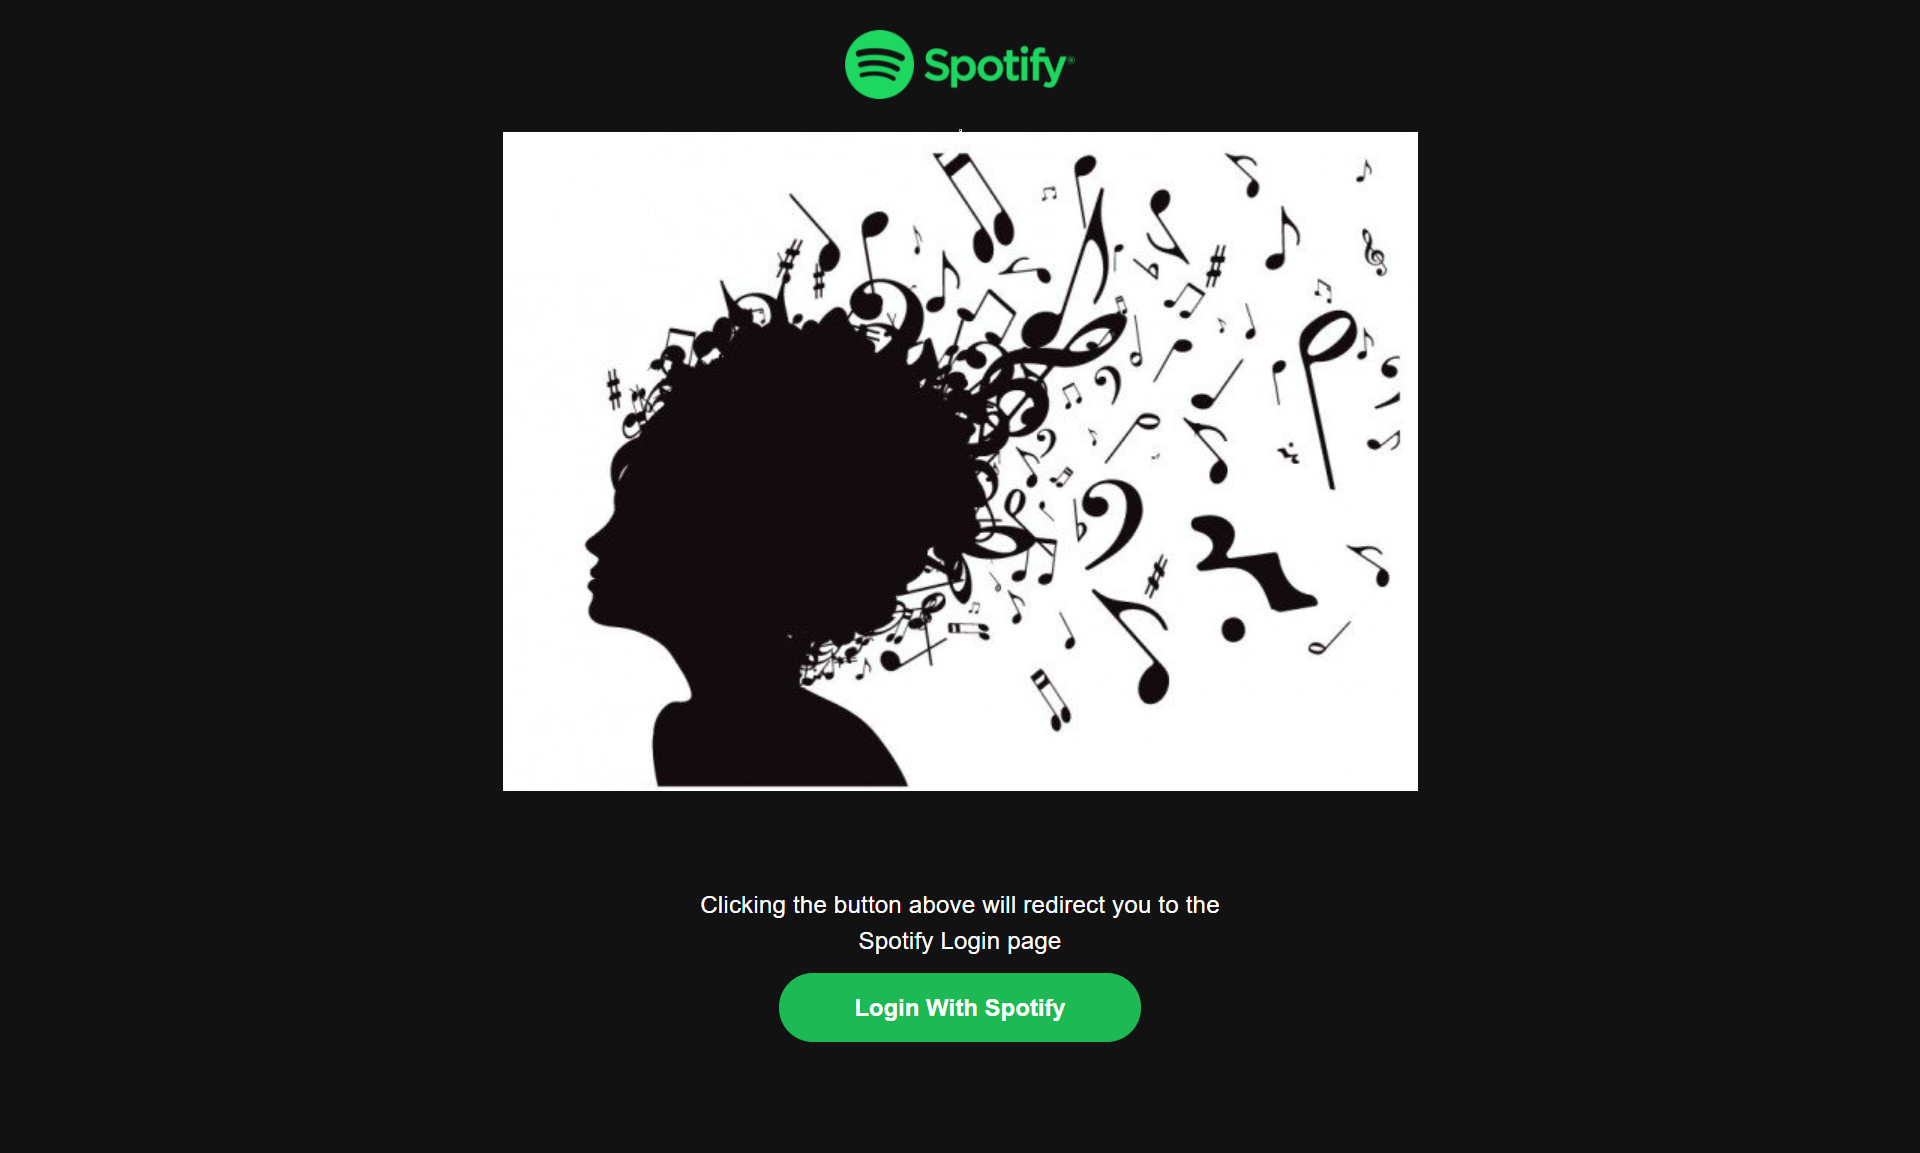 Spotify®
Clicking the button above will redirect you to the
Spotify Login page
Login With Spotify